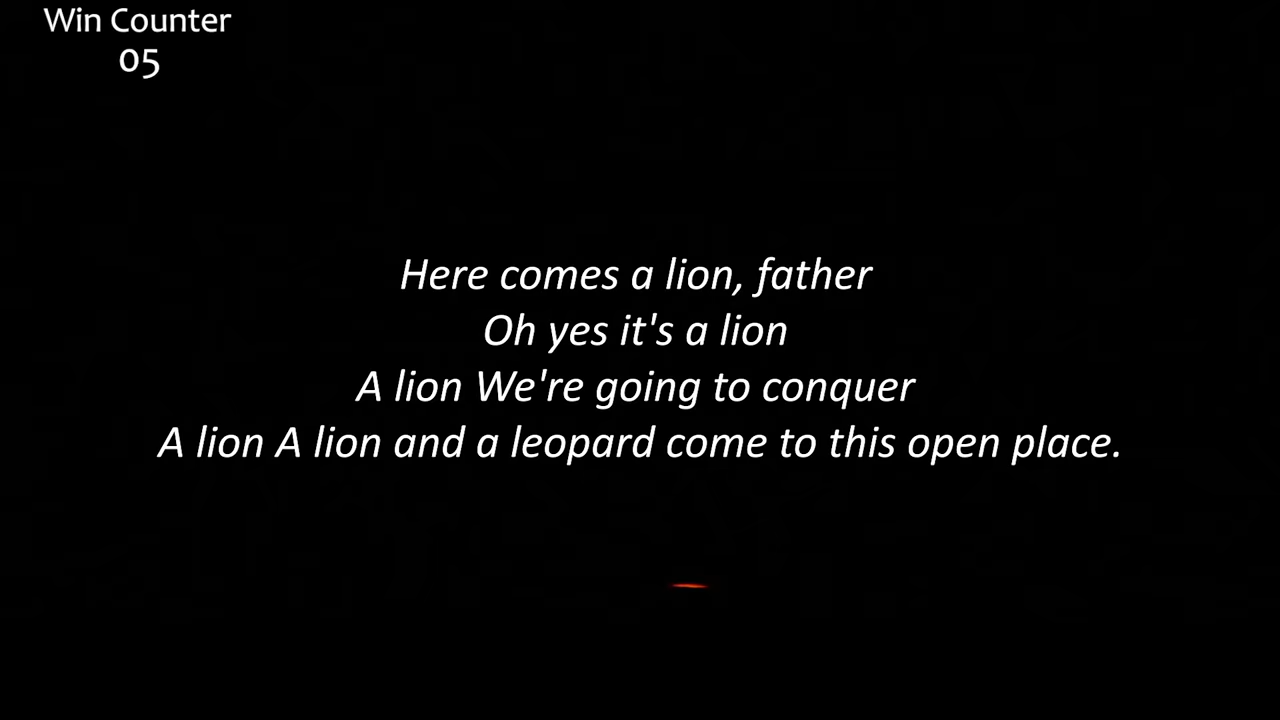 Win Counter
05
Here comes a lion, father
Oh yes it's a lion
A lion We're going to conquer
A lion A lion and a leopard come to this open place.